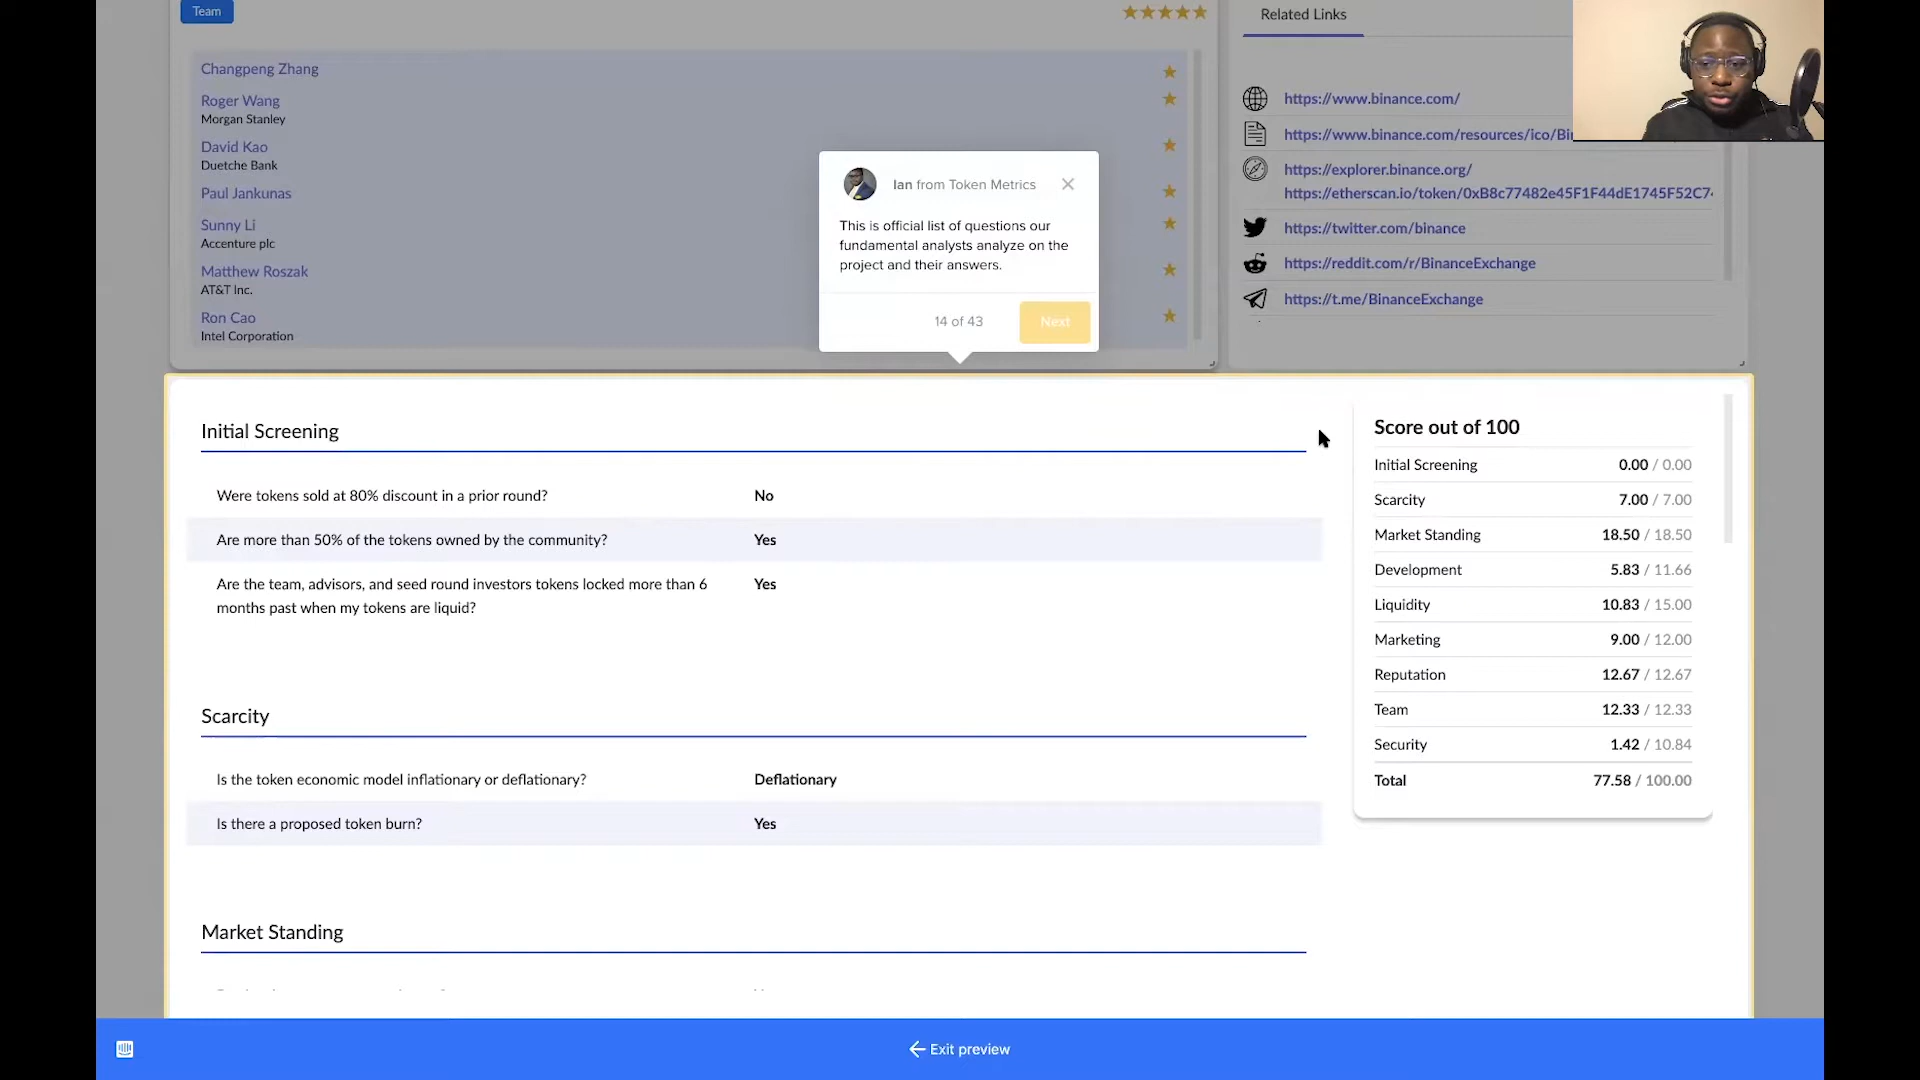 Team
Changpeng Zhang
Roger Wang
Morgan Stanley
David Kao
Duetche Bank
Paul Jankunas
Sunny Li
Accenture plc
Matthew Roszak
AT&T Inc.
Ron Cao
Intel Corporation
Related Links
https://www.binance.com/
https://www.binance.com/resources/ico/Bi
https://explorer.binance.org/
https://etherscan.io/token/0xB8c77482e45F1F44dE1745F52C7
https://twitter.com/binance
https://reddit.com/r/BinanceExchange
https://t.me/BinanceExchange
Ian from Token Metrics
This is official list of questions our
fundamental analysts analyze on the
project and their answers.
14 of 43
Next
Initial Screening
Were tokens sold at 80% discount in a prior round? No
Are more than 50% of the tokens owned by the community? Yes
Are the team, advisors, and seed round investors tokens locked more than 6 Yes
months past when my tokens are liquid?
Scarcity
Is the token economic model inflationary or deflationary? Deflationary
Is there a proposed token burn? Yes
Market Standing
Score out of 100
Initial Screening 0.00 / 0.00
Scarcity 7.00 / 7.00
Market Standing 18.50 / 18.50
Development 5.83 / 11.66
Liquidity 10.83 / 15.00
Marketing 9.00 / 12.00
Reputation 12.67 / 12.67
Team 12.33 / 12.33
Security 1.42 / 10.84
Total 77.58 / 100.00
Exit preview